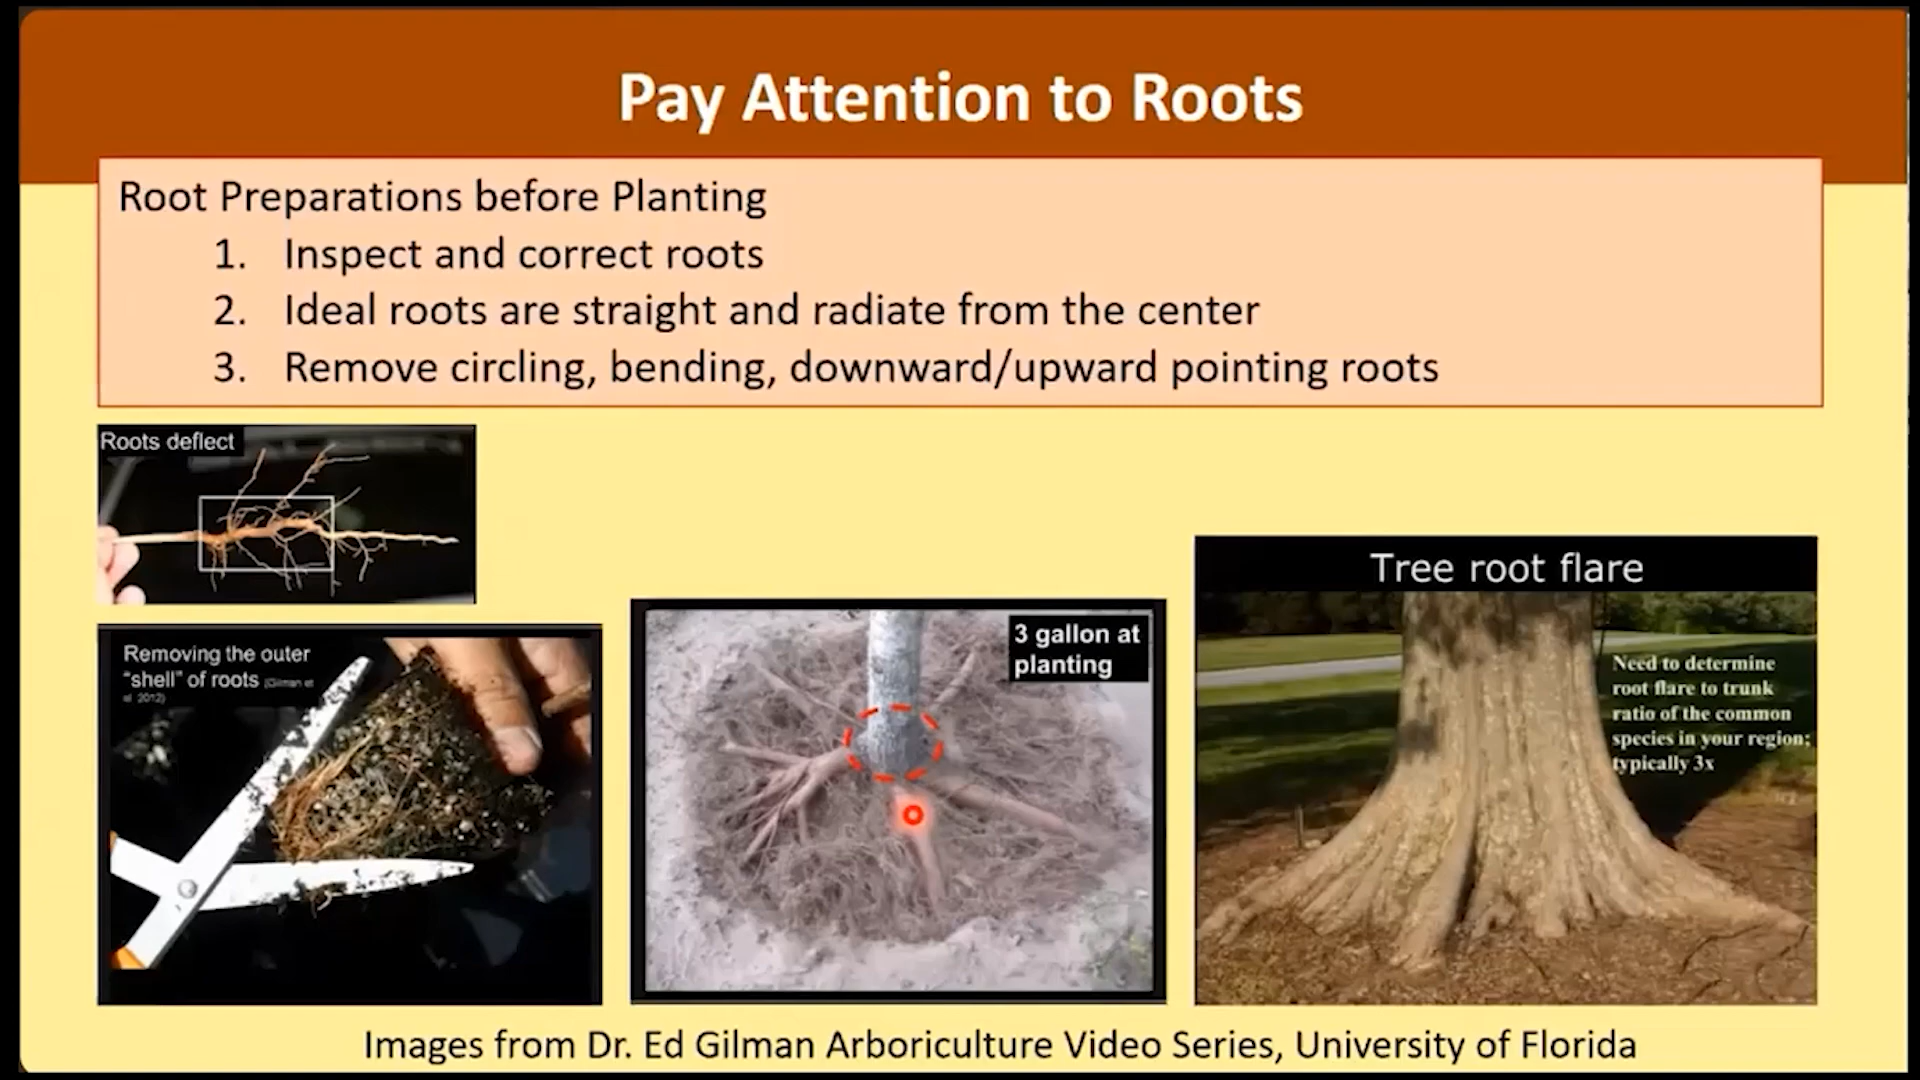 Pay Attention to Roots
Root Preparations before Planting
1. Inspect and correct roots
2. Ideal roots are straight and radiate from the center
3. Remove circling, bending, downward/upward pointing roots
Roots deflect
Removing the outer
"shell" of roots (Gilman et
al 2012)
3 gallon at
planting
Tree root flare
Need to determine
root flare to trunk
ratio of the common
species in your region;
typically 3x
Images from Dr. Ed Gilman Arboriculture Video Series, University of Florida